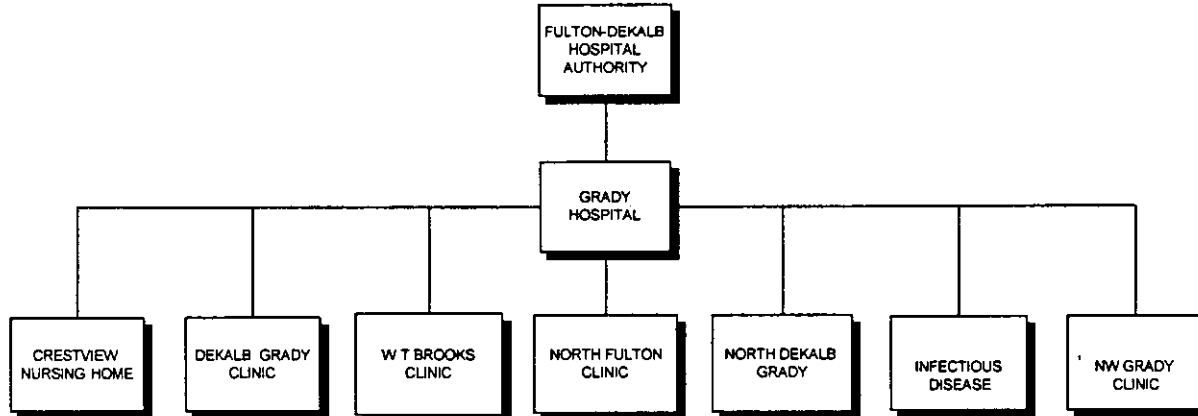 FULTON-DEKALB
HOSPITAL
AUTHORITY
GRADY
HOSPITAL
CRESTVIEW
NURSING HOME
DEKALB GRADY
CLINIC
W T BROOKS
CLINIC
NORTH FULTON
CLINIC
NORTH DEKALB
GRADY
INFECTIOUS
DISEASE
NW GRADY
CLINIC